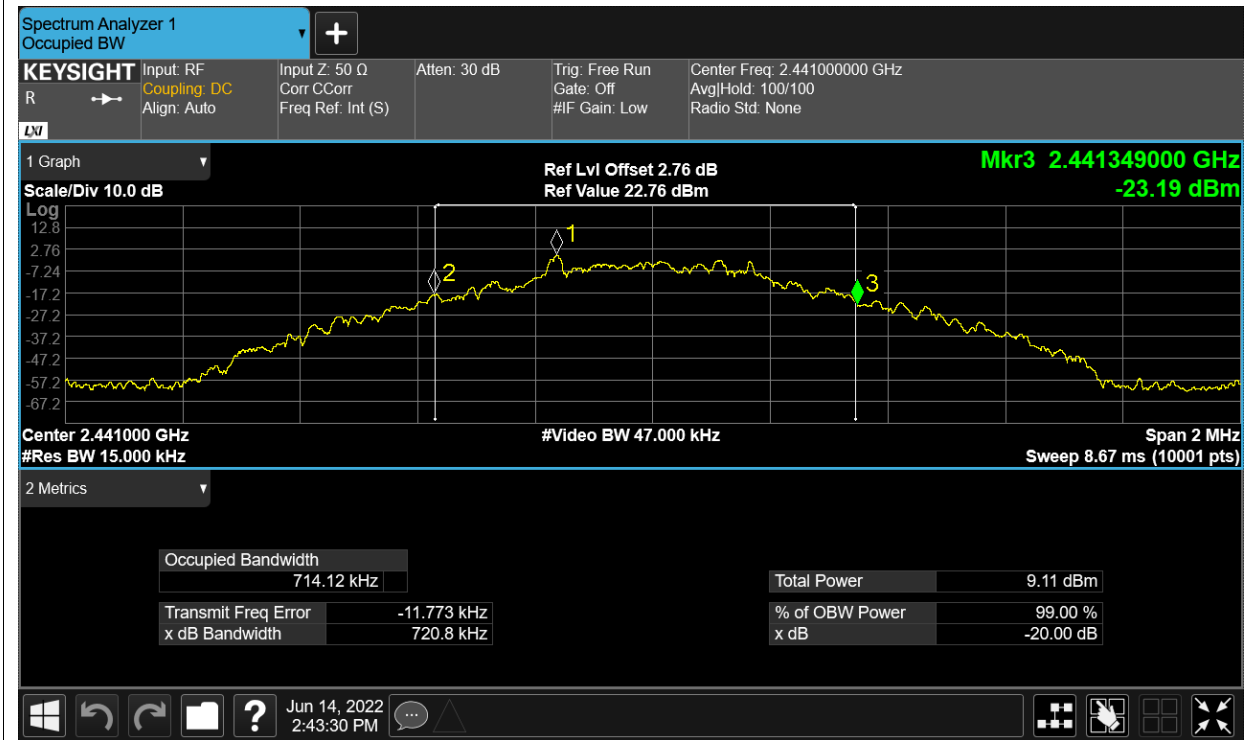 Spectrum Analyzer 1
Occupied BW
KEYSIGHT
R
LXI
Input: RF
Coupling: DC
Align: Auto
Input Z: 50 Ω
Corr CCorr
Freq Ref: Int (S)
Atten: 30 dB
Trig: Free Run
Gate: Off
#IF Gain: Low
Center Freq: 2.441000000 GHz
Avg|Hold: 100/100
Radio Std: None
1 Graph
Scale/Div 10.0 dB
Ref Lvl Offset 2.76 dB
Ref Value 22.76 dBm
Mkr3 2.441349000 GHz
-23.19 dBm
Log
12.8
2.76
-7.24
-17.2
-27.2
-37.2
-47.2
-57.2
-67.2
1
2
3
Center 2.441000 GHz
#Video BW 47.000 kHz
Span 2 MHz
#Res BW 15.000 kHz
Sweep 8.67 ms (10001 pts)
2 Metrics
Occupied Bandwidth
714.12 kHz
Total Power 9.11 dBm
Transmit Freq Error -11.773 kHz
% of OBW Power 99.00 %
x dB Bandwidth 720.8 kHz
x dB -20.00 dB
?
Jun 14, 2022
2:43:30 PM